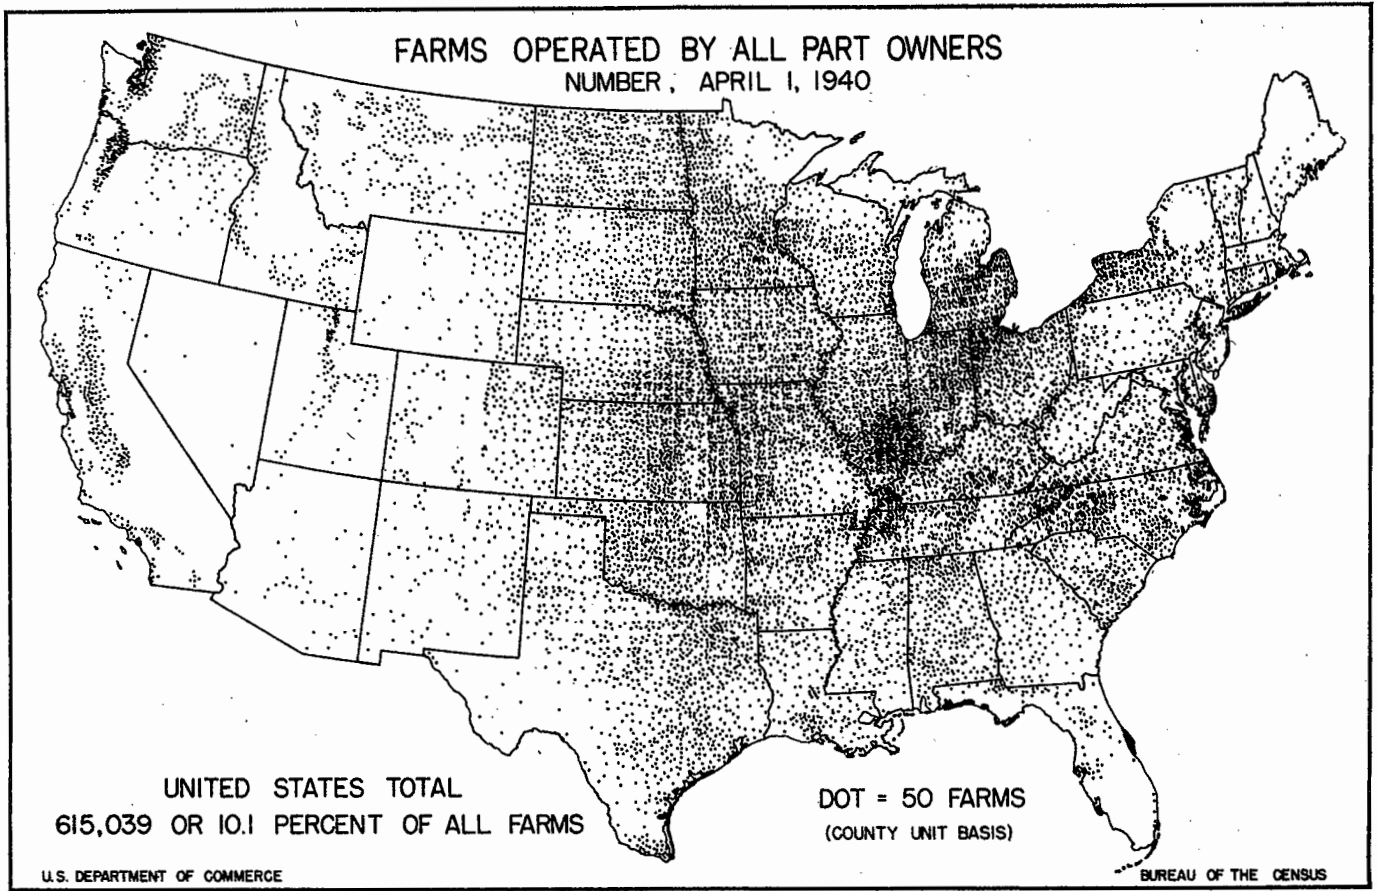 FARMS OPERATED BY ALL PART OWNERS
NUMBER, APRIL 1, 1940
UNITED STATES TOTAL
615,039 OR 10.1 PERCENT OF ALL FARMS
DOT = 50 FARMS
(COUNTY UNIT BASIS)
U.S. DEPARTMENT OF COMMERCE
BUREAU OF THE CENSUS